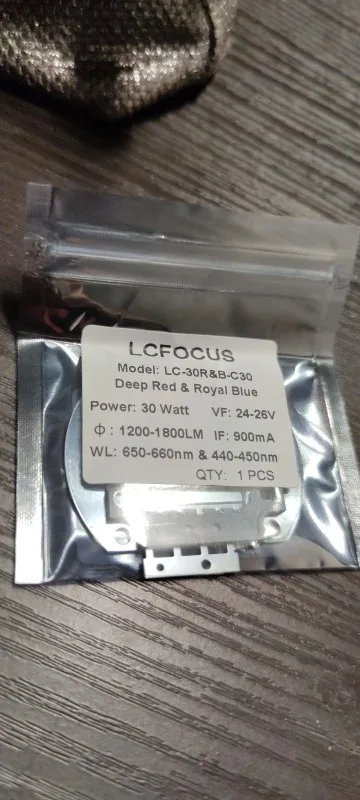 LCFOCUS
Model: LC-30R&B-C30
Deep Red & Royal Blue
Power: 30 Watt VF: 24-26V
Φ : 1200-1800LM IF: 900mA
WL: 650-660nm & 440-450nm
QTY: 1 PCS